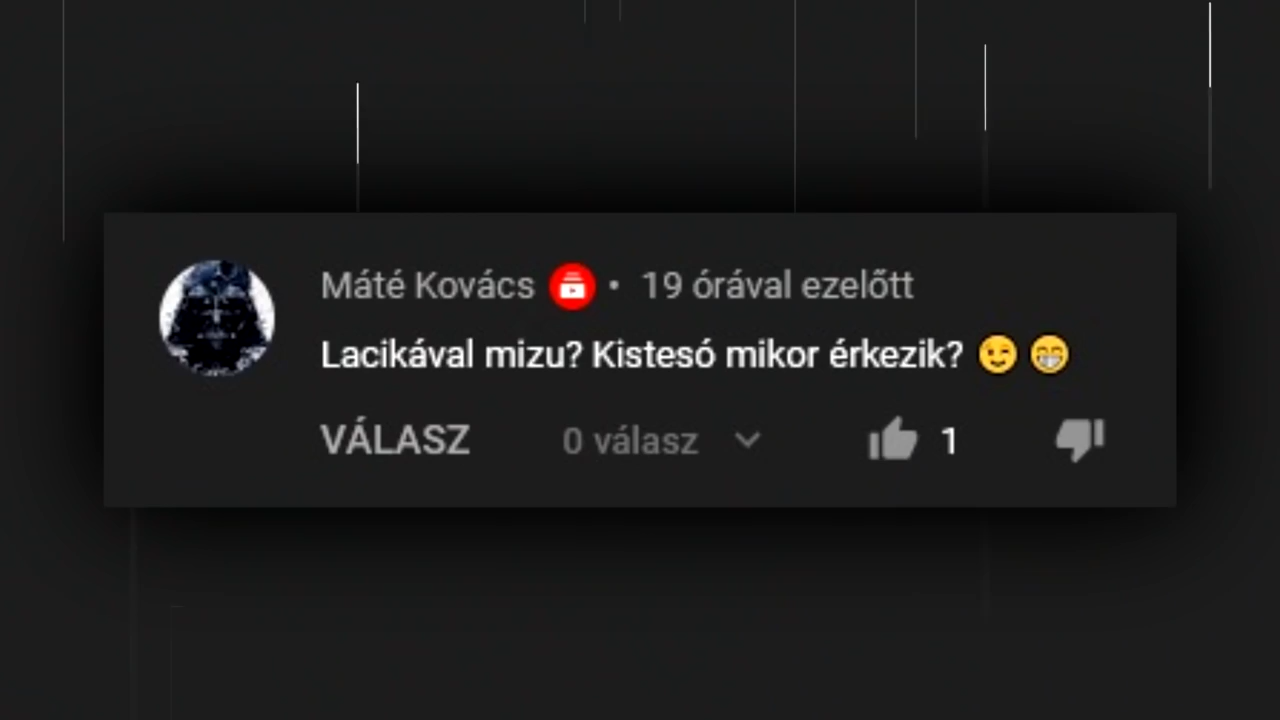 Máté Kovács • 19 órával ezelőtt
Lacikával mizu? Kistesó mikor érkezik? 😉 😁
VÁLASZ 0 válasz 1